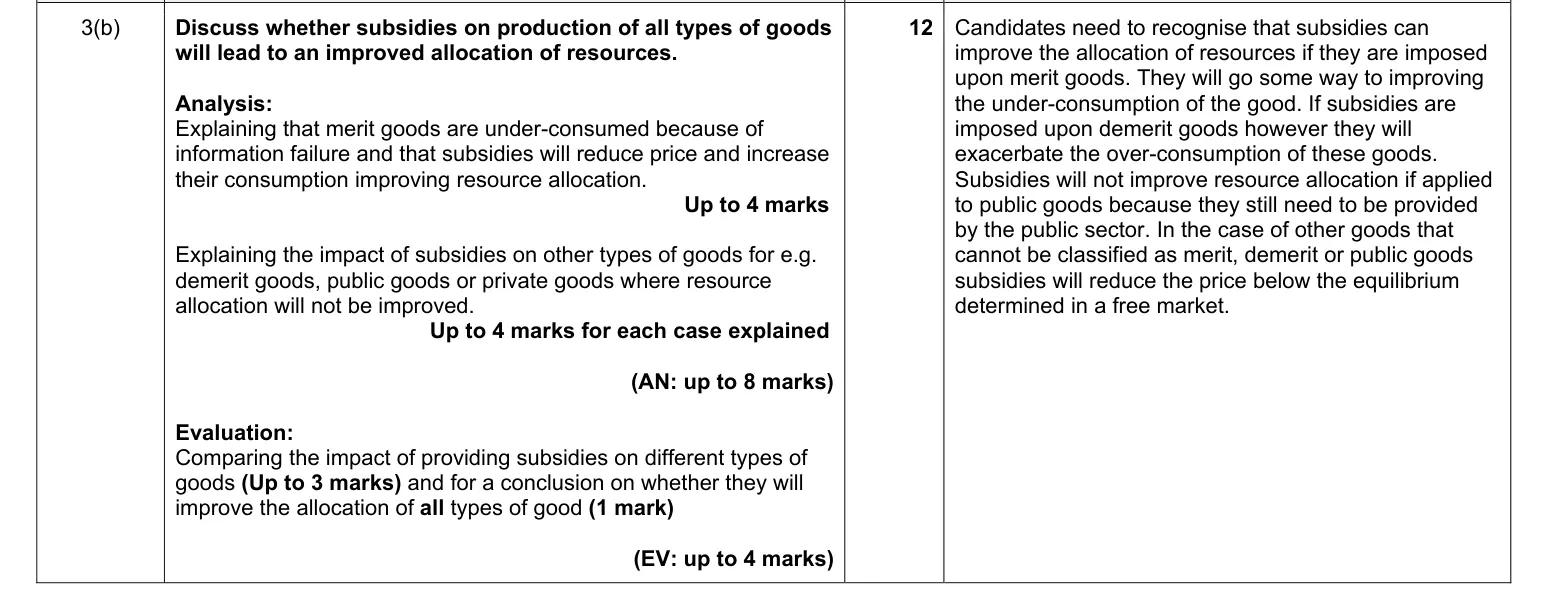 3(b)
Discuss whether subsidies on production of all types of goods
will lead to an improved allocation of resources.
Analysis:
Explaining that merit goods are under-consumed because of
information failure and that subsidies will reduce price and increase
their consumption improving resource allocation.
Up to 4 marks
Explaining the impact of subsidies on other types of goods for e.g.
demerit goods, public goods or private goods where resource
allocation will not be improved.
Up to 4 marks for each case explained
(AN: up to 8 marks)
Evaluation:
Comparing the impact of providing subsidies on different types of
goods (Up to 3 marks) and for a conclusion on whether they will
improve the allocation of all types of good (1 mark)
(EV: up to 4 marks)
12
Candidates need to recognise that subsidies can
improve the allocation of resources if they are imposed
upon merit goods. They will go some way to improving
the under-consumption of the good. If subsidies are
imposed upon demerit goods however they will
exacerbate the over-consumption of these goods.
Subsidies will not improve resource allocation if applied
to public goods because they still need to be provided
by the public sector. In the case of other goods that
cannot be classified as merit, demerit or public goods
subsidies will reduce the price below the equilibrium
determined in a free market.